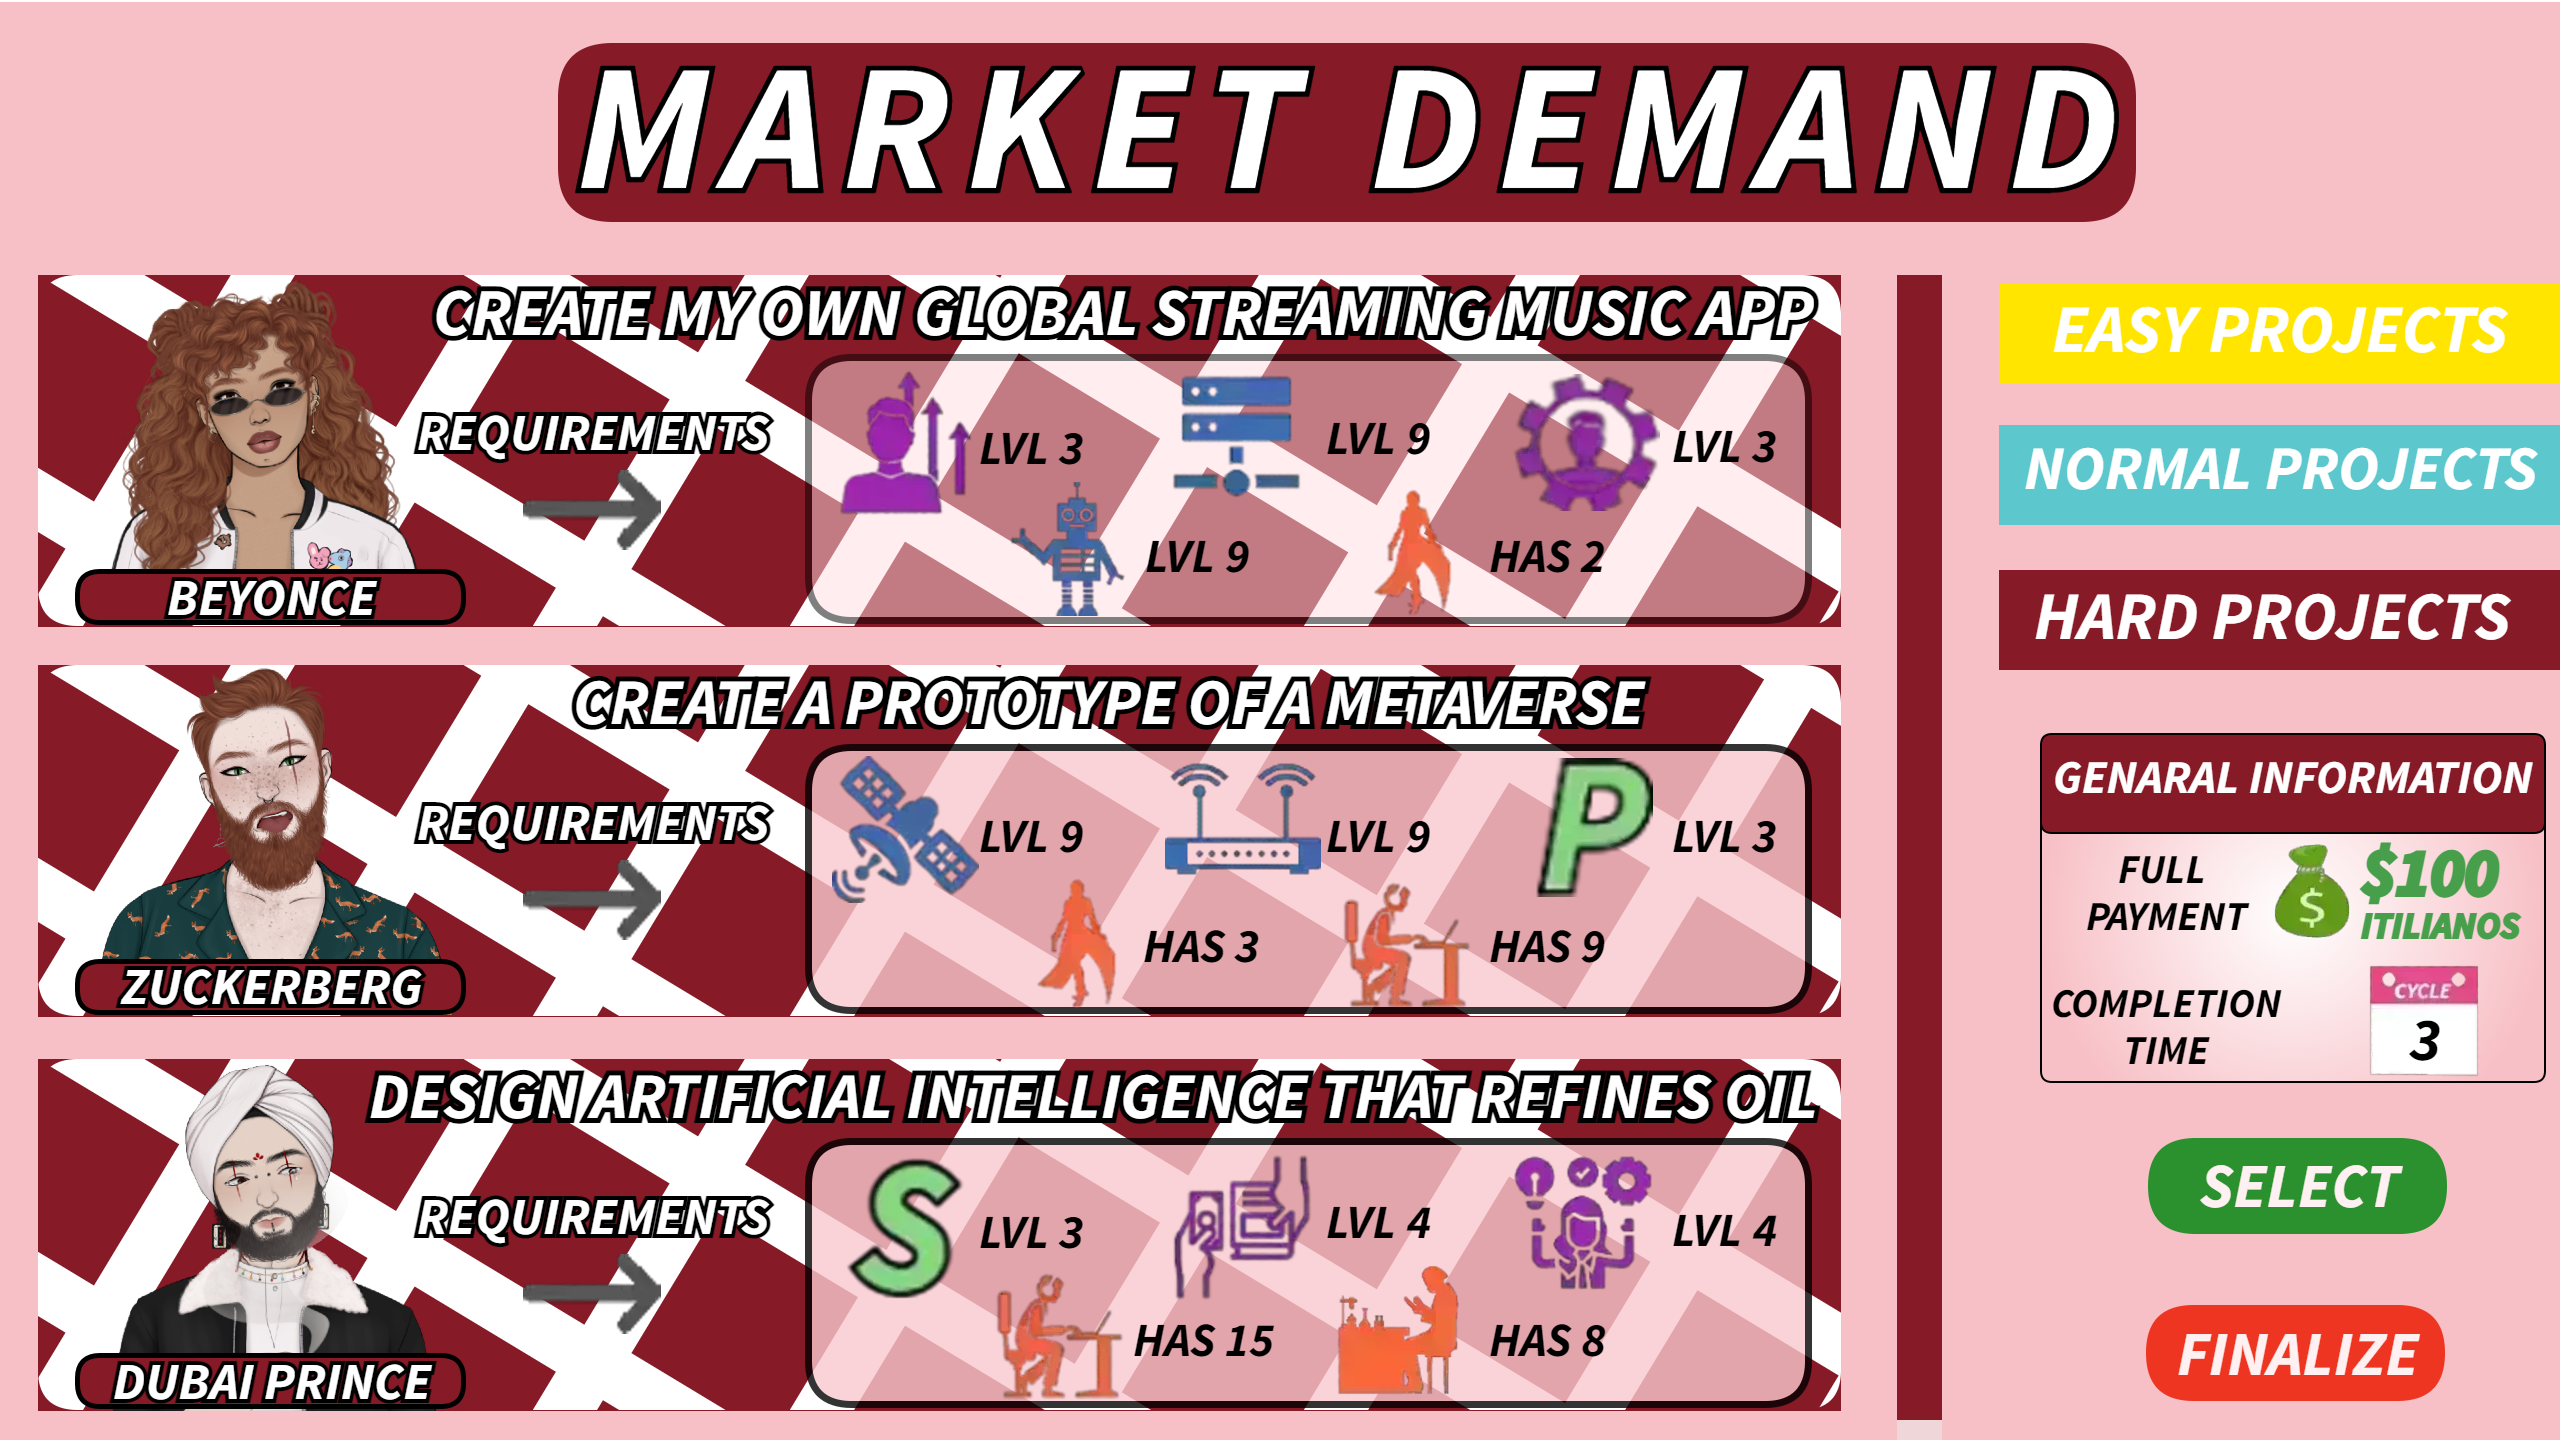 MARKET DEMAND
CREATE MY OWN GLOBAL STREAMING MUSIC APP
REQUIREMENTS
LVL 3
LVL 9
LVL 3
LVL 9
HAS 2
BEYONCE
CREATE A PROTOTYPE OF A METAVERSE
REQUIREMENTS
LVL 9
LVL 9
P
LVL 3
HAS 3
HAS 9
ZUCKERBERG
DESIGN ARTIFICIAL INTELLIGENCE THAT REFINES OIL
REQUIREMENTS
S
LVL 3
LVL 4
LVL 4
HAS 15
HAS 8
DUBAI PRINCE
EASY PROJECTS
NORMAL PROJECTS
HARD PROJECTS
GENARAL INFORMATION
FULL
PAYMENT
$
$100
ITILIANOS
COMPLETION
TIME
CYCLE
3
SELECT
FINALIZE